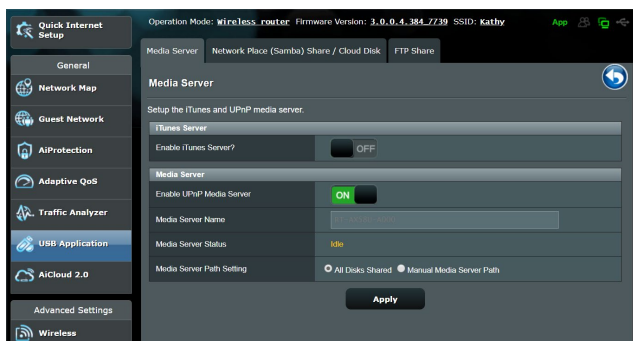 Quick Internet Setup
Operation Mode: Wireless router Firmware Version: 3.0.0.4.384_7739 SSID: Kathy
App
Media Server
Network Place (Samba) Share / Cloud Disk
FTP Share
General
Network Map
Guest Network
AiProtection
Adaptive QoS
Traffic Analyzer
USB Application
AiCloud 2.0
Advanced Settings
Wireless
Media Server
Setup the iTunes and UPnP media server.
iTunes Server
Enable iTunes Server?
OFF
Media Server
Enable UPnP Media Server
ON
Media Server Name
Media Server Status
Idle
Media Server Path Setting
All Disks Shared
Manual Media Server Path
Apply